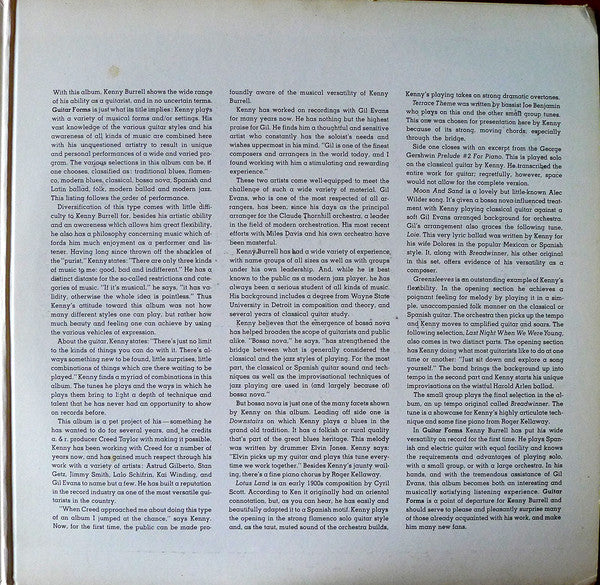 With this album, Kenny Burrell shows the wide range
of his ability as a guitarist, and in no uncertain terms.
Guitar Forms is just what its title implies: Kenny plays
with a variety of musical forms and/or settings. His
vast knowledge of the various guitar styles and his
awareness of all kinds of music are combined here
with his unquestioned artistry to result in unique
and personal performances of a wide and varied pro-
gram. The various selections in this album can be, if
one chooses, classified as: traditional blues, flamen-
co, modern blues, classical, bossa nova, Spanish and
Latin ballad, folk, modern ballad and modern jazz.
This listing follows the order of performance.
Diversification of this type comes with little diffi-
culty to Kenny Burrell for, besides his artistic ability
and an awareness which allows him great flexibility,
he also has a philosophy concerning music which af-
fords him much enjoyment as a performer and lis-
tener. Having long since thrown off the shackles of
the "purist," Kenny states: "There are only three kinds
of music to me: good, bad and indifferent." He has a
distinct distaste for the so-called restrictions and cate-
gories of music. "If it's musical," he says, "it has va-
lidity, otherwise the whole idea is pointless." Thus
Kenny's attitude toward this album was not how
many different styles one can play, but rather how
much beauty and feeling one can achieve by using
the various vehicles of expression.
About the guitar, Kenny states: "There's just no limit
to the kinds of things you can do with it. There's al-
ways something new to be found, little surprises, little
combinations of things which are there waiting to be
played." Kenny finds a myriad of combinations in this
album. The tunes he plays and the ways in which he
plays them bring to light a depth of technique and
talent that he has never had an opportunity to show
on records before.
This album is a pet project of his—something he
has wanted to do for several years, and he credits
a. & r. producer Creed Taylor with making it possible.
Kenny has been working with Creed for a number of
years now, and has gained much respect through his
work with a variety of artists: Astrud Gilberto, Stan
Getz, Jimmy Smith, Lalo Schifrin, Kai Winding, and
Gil Evans to name but a few. He has built a reputation
in the record industry as one of the most versatile gui-
tarists in the country.
"When Creed approached me about doing this type
of an album I jumped at the chance," says Kenny.
Now, for the first time, the public can be made pro-
foundly aware of the musical versatility of Kenny
Burrell.
Kenny has worked on recordings with Gil Evans
for many years now. He has nothing but the highest
praise for Gil. He finds him a thoughtful and sensitive
artist who constantly has the soloist's needs and
wishes uppermost in his mind. "Gil is one of the finest
composers and arrangers in the world today, and I
found working with him a stimulating and rewarding
experience."
These two artists came well-equipped to meet the
challenge of such a wide variety of material. Gil
Evans, who is one of the most respected of all ar-
rangers, has been, since his days as the principal
arranger for the Claude Thornhill orchestra, a leader
in the field of modern orchestration. His most recent
efforts with Miles Davis and his own orchestra have
been masterful.
Kenny Burrell has had a wide variety of experience,
with name groups of all sizes as well as with groups
under his own leadership. And, while he is best
known to the public as a modern jazz player, he has
always been a serious student of all kinds of music.
His background includes a degree from Wayne State
University in Detroit in composition and theory, and
several years of classical guitar study.
Kenny believes that the emergence of bossa nova
has helped broaden the scope of guitarists and public
alike. "Bossa nova," he says, "has strengthened the
bridge between what is generally considered the
classical and the jazz styles of playing. For the most
part, the classical or Spanish guitar sound and tech-
niques as well as the improvisational techniques of
jazz playing are used in (and largely because of)
bossa nova."
But bossa nova is just one of the many facets shown
by Kenny on this album. Leading off side one is
Downstairs on which Kenny plays a blues in the
grand old tradition. It has a folkish or rural quality
that's part of the great blues heritage. This melody
was written by drummer Elvin Jones. Kenny says:
"Elvin picks up my guitar and plays this tune every-
time we work together." Besides Kenny's jaunty wail-
ing, there's a fine piano chorus by Roger Kellaway.
Lotus Land is an early 1900s composition by Cyril
Scott. According to Ken it originally had an oriental
connotation, but, as you can hear, he has easily and
beautifully adapted it to a Spanish motif. Kenny plays
the opening in the strong flamenco solo guitar style
and, as the taut, muted sound of the orchestra builds,
Kenny's playing takes on strong dramatic overtones.
Terrace Theme was written by bassist Joe Benjamin
who plays on this and the other small group tunes.
This one was chosen for presentation here by Kenny
because of its strong, moving chords; especially
through the bridge.
Side one closes with an excerpt from the George
Gershwin Prelude #2 For Piano. This is played solo
on the classical guitar by Kenny. He transcribed the
entire work for guitar; regretfully, however, space
would not allow for the complete version.
Moon And Sand is a lovely but little-known Alec
Wilder song. It's given a bossa nova-influenced treat-
ment with Kenny playing classical guitar against a
soft Gil Evans arranged background for orchestra.
Gil's arrangement also graces the following tune,
Loie. This very lyrical ballad was written by Kenny for
his wife Dolores in the popular Mexican or Spanish
style. It, along with Breadwinner, his other original
in this set, offers evidence of his versatility as a
composer.
Greensleeves is an outstanding example of Kenny's
flexibility. In the opening section he achieves a
poignant feeling for melody by playing it in a sim-
ple, unaccompanied folk manner on the classical or
Spanish guitar. The orchestra then picks up the tempo
and Kenny moves to amplified guitar and soars. The
following selection, Last Night When We Were Young,
also comes in two distinct parts. The opening section
has Kenny doing what most guitarists like to do at one
time or another: "Just sit down and explore a song
yourself." The band brings the background up into
tempo in the second part and Kenny starts his unique
improvisations on the wistful Harold Arlen ballad.
The small group plays the final selection in the al-
bum, an up tempo original called Breadwinner. The
tune is a showcase for Kenny's highly articulate tech-
nique and some fine piano from Roger Kellaway.
In Guitar Forms Kenny Burrell has put his wide
versatility on record for the first time. He plays Span-
ish and electric guitar with equal facility and knows
the requirements and advantages of playing solo,
with a small group, or with a large orchestra. In his
hands, and with the tremendous assistance of Gil
Evans, this album becomes both an interesting and
musically satisfying listening experience. Guitar
Forms is a point of departure for Kenny Burrell and
should serve to please and pleasantly surprise many
of those already acquainted with his work, and make
him many new fans.